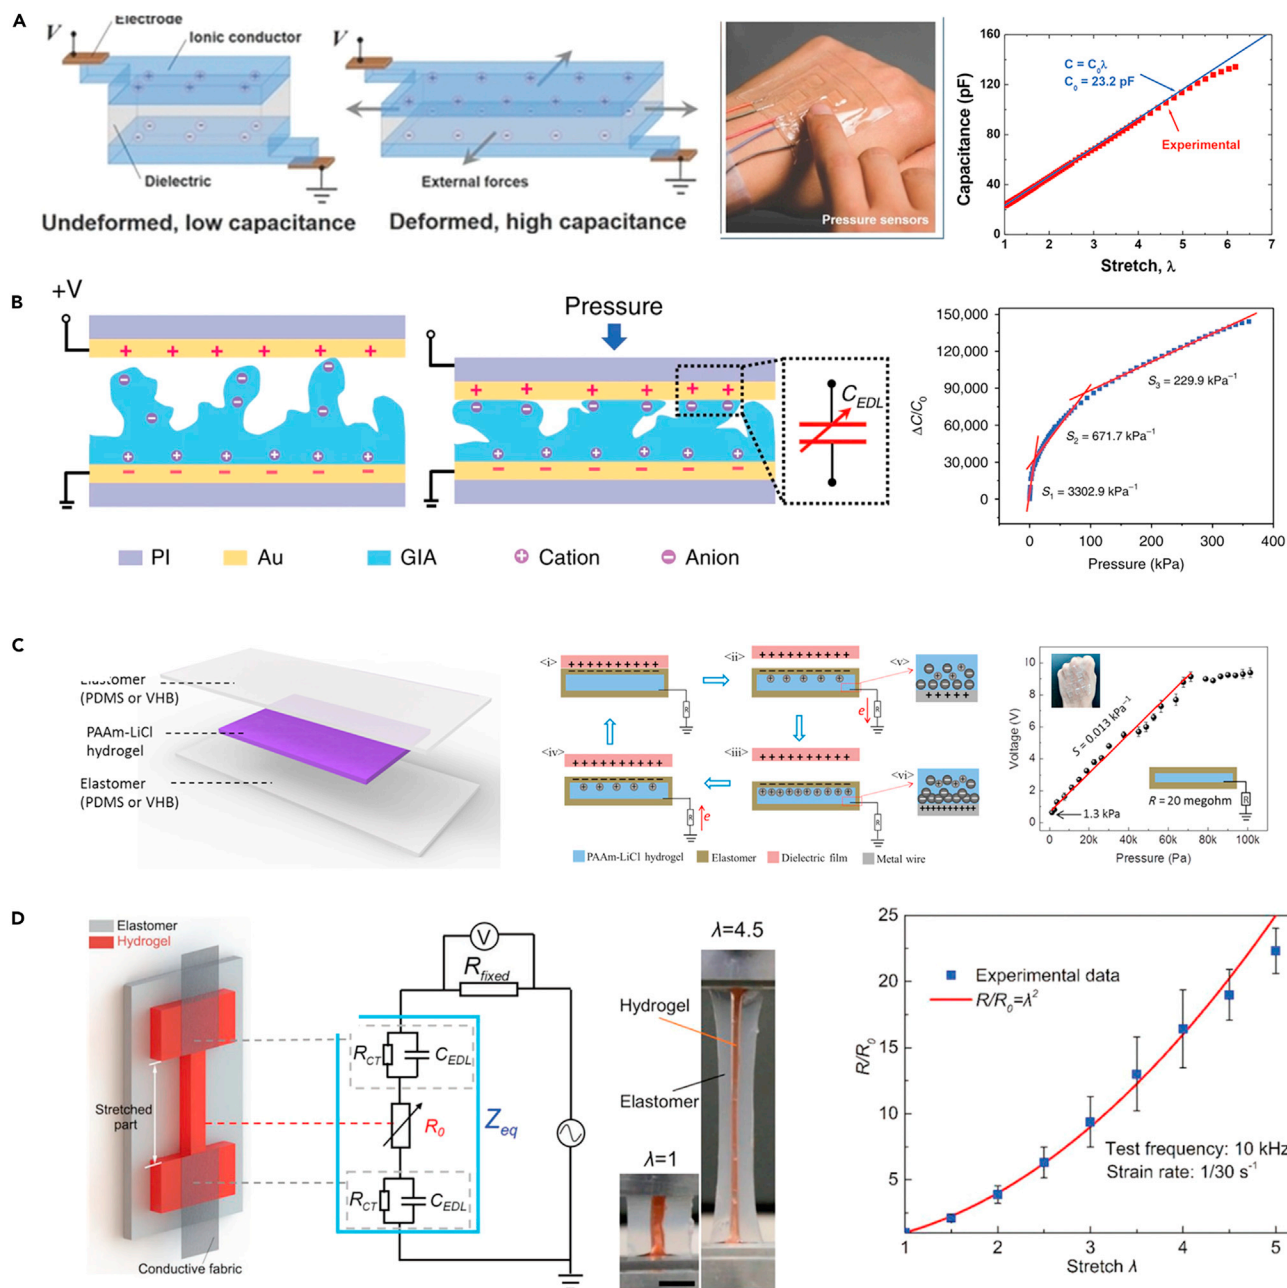 A
Electrode
V
Ionic conductor
Dielectric
Undeformed, low capacitance
V
External forces
Deformed, high capacitance
Pressure sensors
Capacitance (pF)
160
120
80
40
0
C = C₀λ
C₀ = 23.2 pF
Experimental
1 2 3 4 5 6 7
Stretch, λ
B
+V
+ + + + +
- - -
+ + + + +
- - - - -
Pressure
+ + + + + +
- - - -
+ + + + + +
- - - - - -
C_EDL
PI
Au
GIA
+ Cation
- Anion
ΔC/C₀
150,000
120,000
90,000
60,000
30,000
0
S₃ = 229.9 kPa⁻¹
S₂ = 671.7 kPa⁻¹
S₁ = 3302.9 kPa⁻¹
0 100 200 300 400
Pressure (kPa)
C
Elastomer
(PDMS or VHB)
PAAm-LiCl
hydrogel
Elastomer
(PDMS or VHB)
<i>
R
<ii>
e
R
<v>
<iv>
e
R
<iii>
R
<vi>
PAAm-LiCl hydrogel
Elastomer
Dielectric film
Metal wire
Voltage (V)
10
8
6
4
2
0
S = 0.013 kPa⁻¹
1.3 kPa
R = 20 megohm
R
0 20k 40k 60k 80k 100k
Pressure (Pa)
D
Elastomer
Hydrogel
Stretched
part
Conductive fabric
V
R_fixed
R_CT
C_EDL
R₀
Z_eq
R_CT
C_EDL
λ=4.5
Hydrogel
Elastomer
λ=1
R/R₀
25
20
15
10
5
Experimental data
R/R₀=λ²
Test frequency: 10 kHz
Strain rate: 1/30 s⁻¹
1 2 3 4 5
Stretch λ